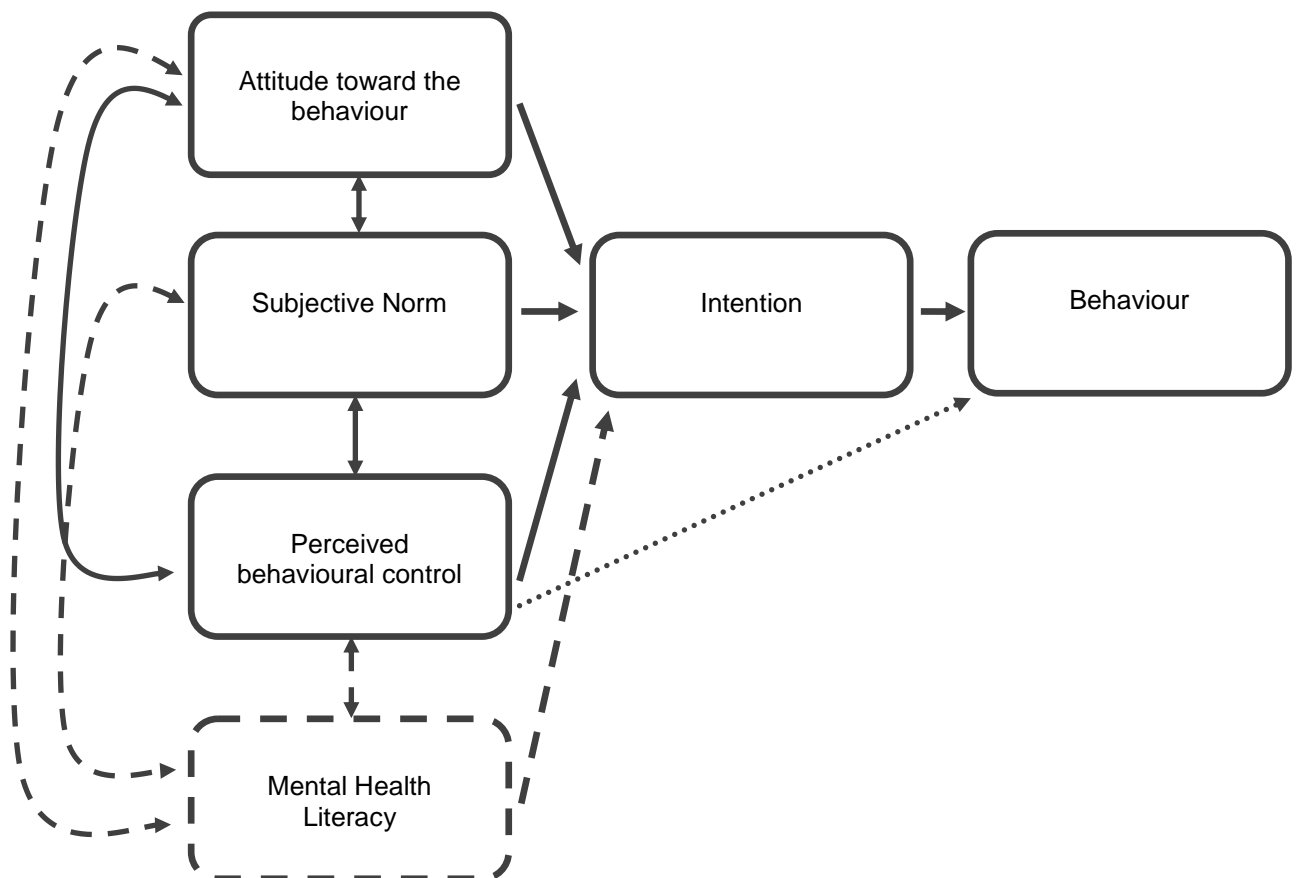 Attitude toward the
behaviour
Subjective Norm
Intention
Behaviour
Perceived
behavioural control
Mental Health
Literacy